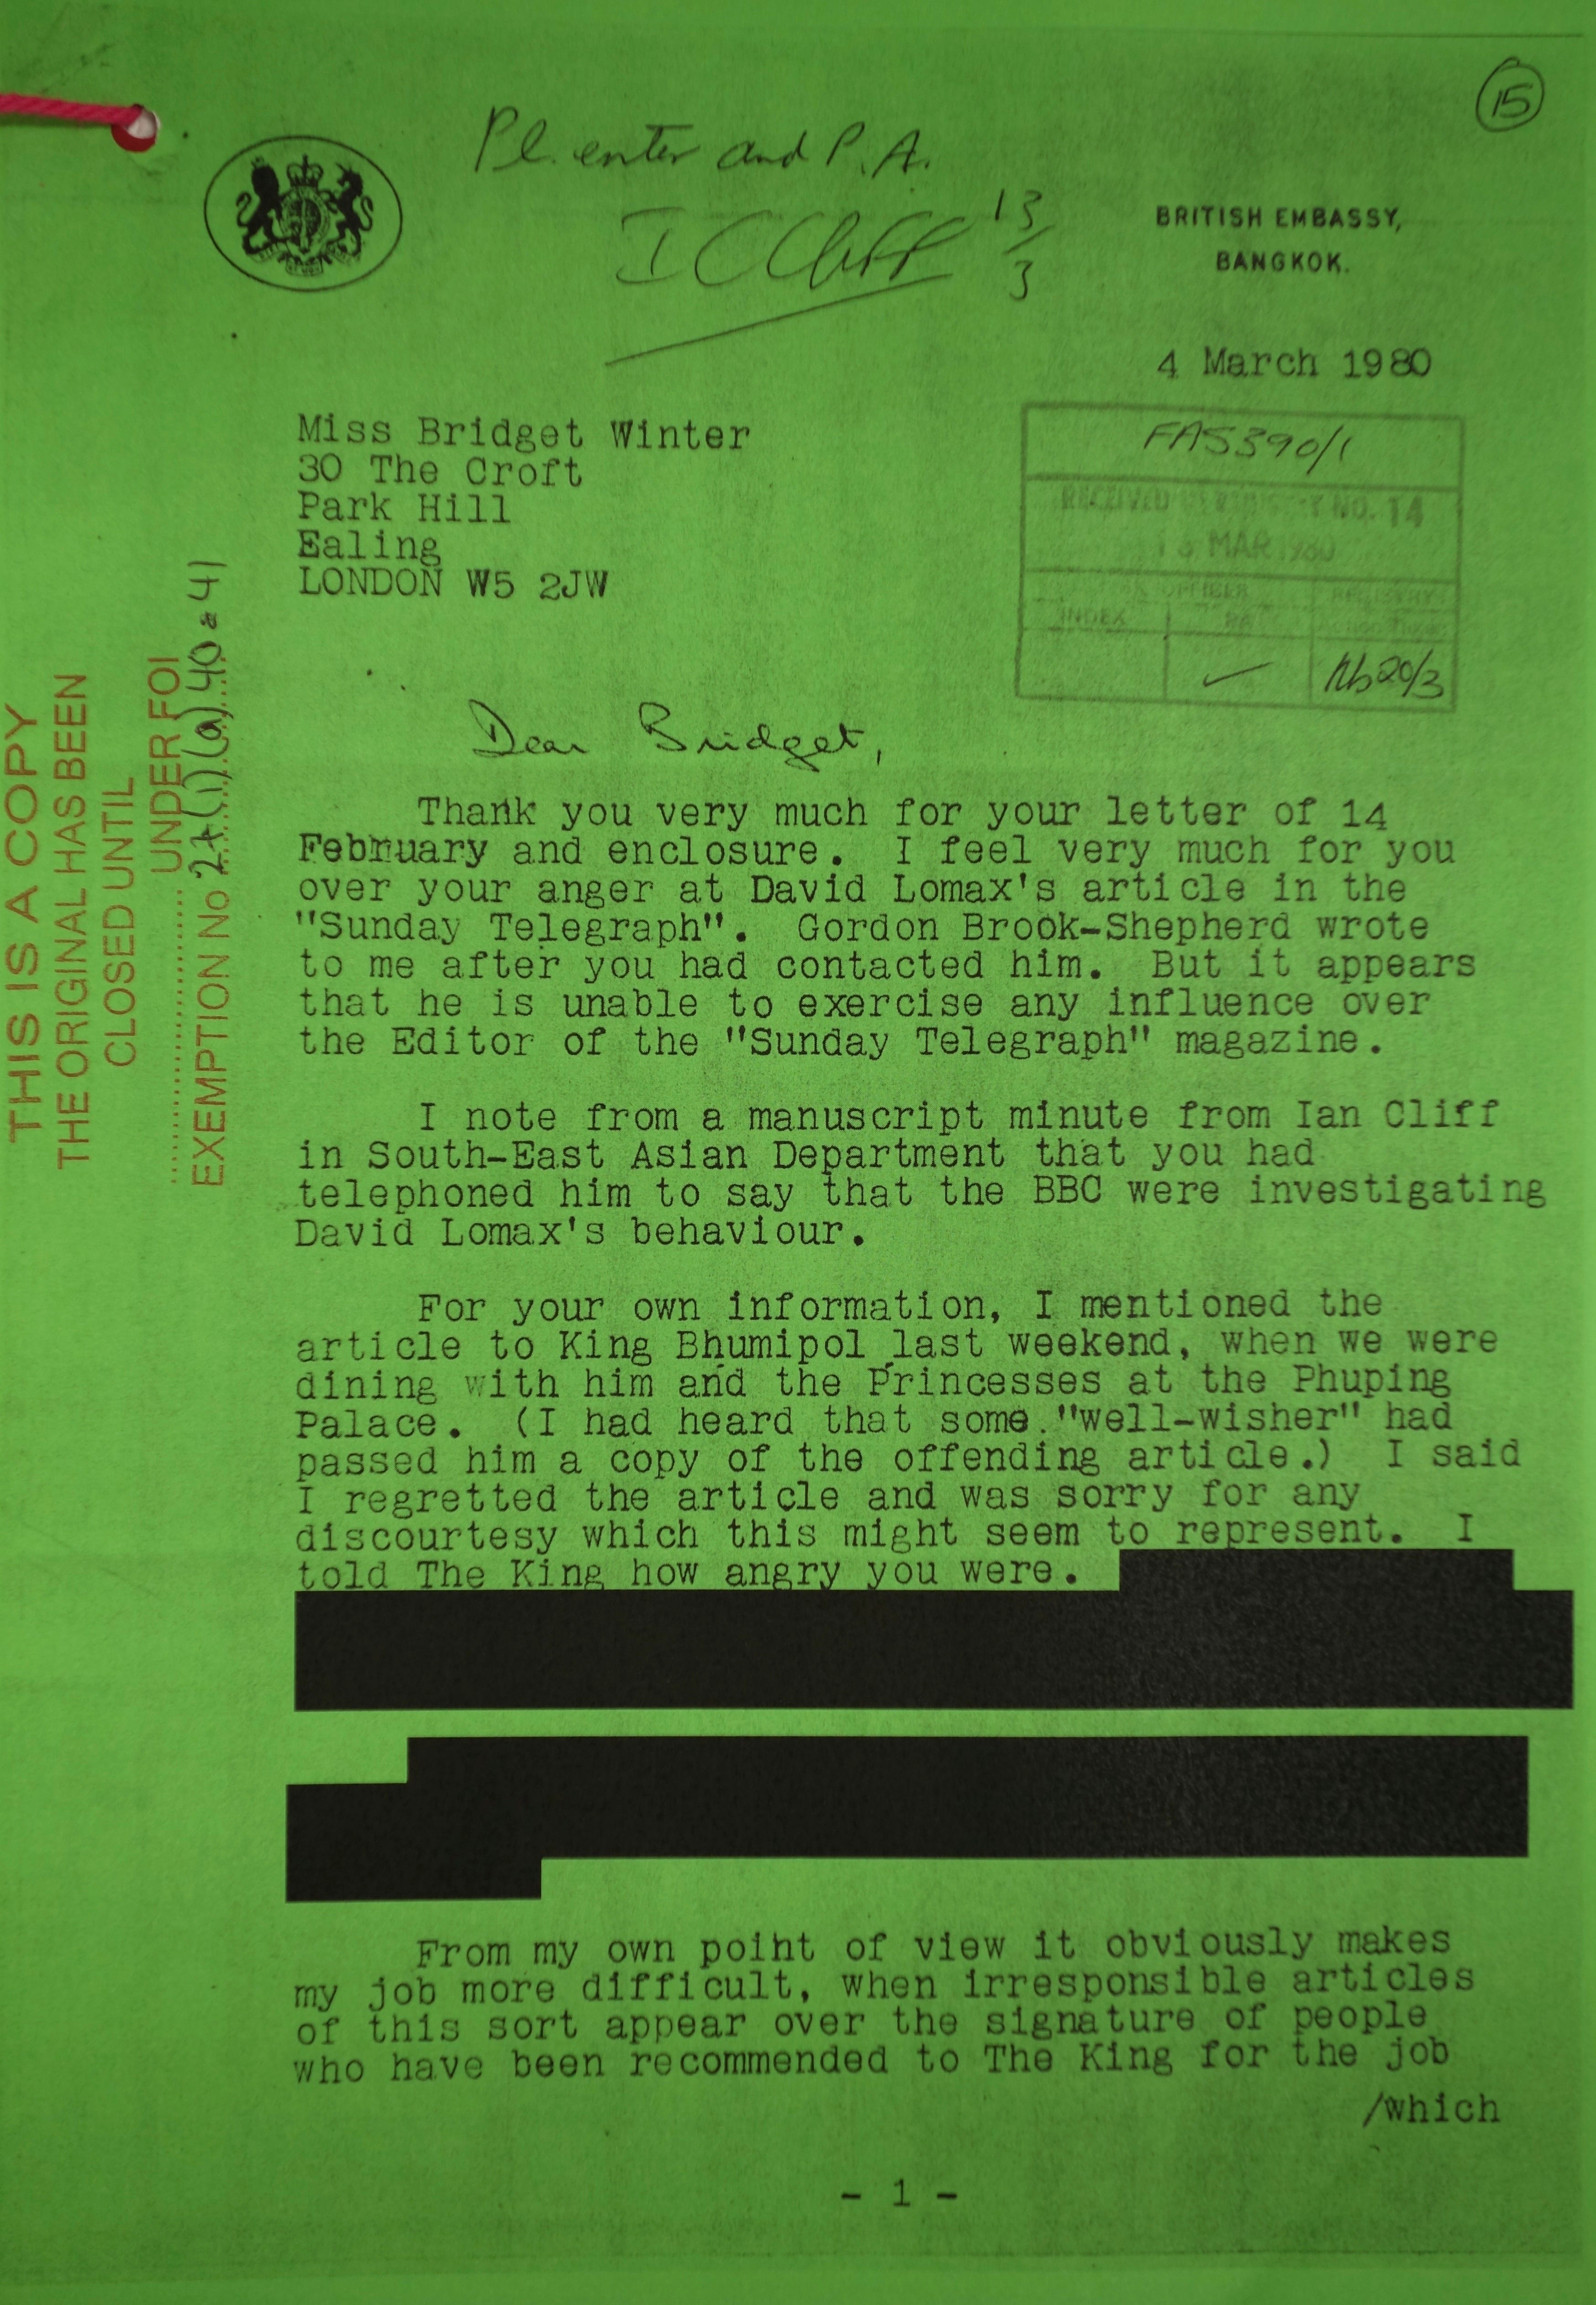 15
Pl. enter and P.A.
I C Cliff 13/3
BRITISH EMBASSY,
BANGKOK.
4 March 1980
Miss Bridget Winter
30 The Croft
Park Hill
Ealing
LONDON W5 2JW
FAS390/1
RECEIVED REGISTRY NO. 14
13 MAR 1980
OFFICER REGISTRY
INDEX PA Action Taken
20/3
THIS IS A COPY
THE ORIGINAL HAS BEEN
CLOSED UNTIL
UNDER FOI
EXEMPTION No 27(1)(a) 40 & 41
Dear Bridget,
Thank you very much for your letter of 14
February and enclosure. I feel very much for you
over your anger at David Lomax's article in the
"Sunday Telegraph". Gordon Brook-Shepherd wrote
to me after you had contacted him. But it appears
that he is unable to exercise any influence over
the Editor of the "Sunday Telegraph" magazine.
I note from a manuscript minute from Ian Cliff
in South-East Asian Department that you had
telephoned him to say that the BBC were investigating
David Lomax's behaviour.
For your own information, I mentioned the
article to King Bhumipol last weekend, when we were
dining with him and the Princesses at the Phuping
Palace. (I had heard that some "well-wisher" had
passed him a copy of the offending article.) I said
I regretted the article and was sorry for any
discourtesy which this might seem to represent. I
told The King how angry you were.
From my own point of view it obviously makes
my job more difficult, when irresponsible articles
of this sort appear over the signature of people
who have been recommended to The King for the job
/which
- 1 -